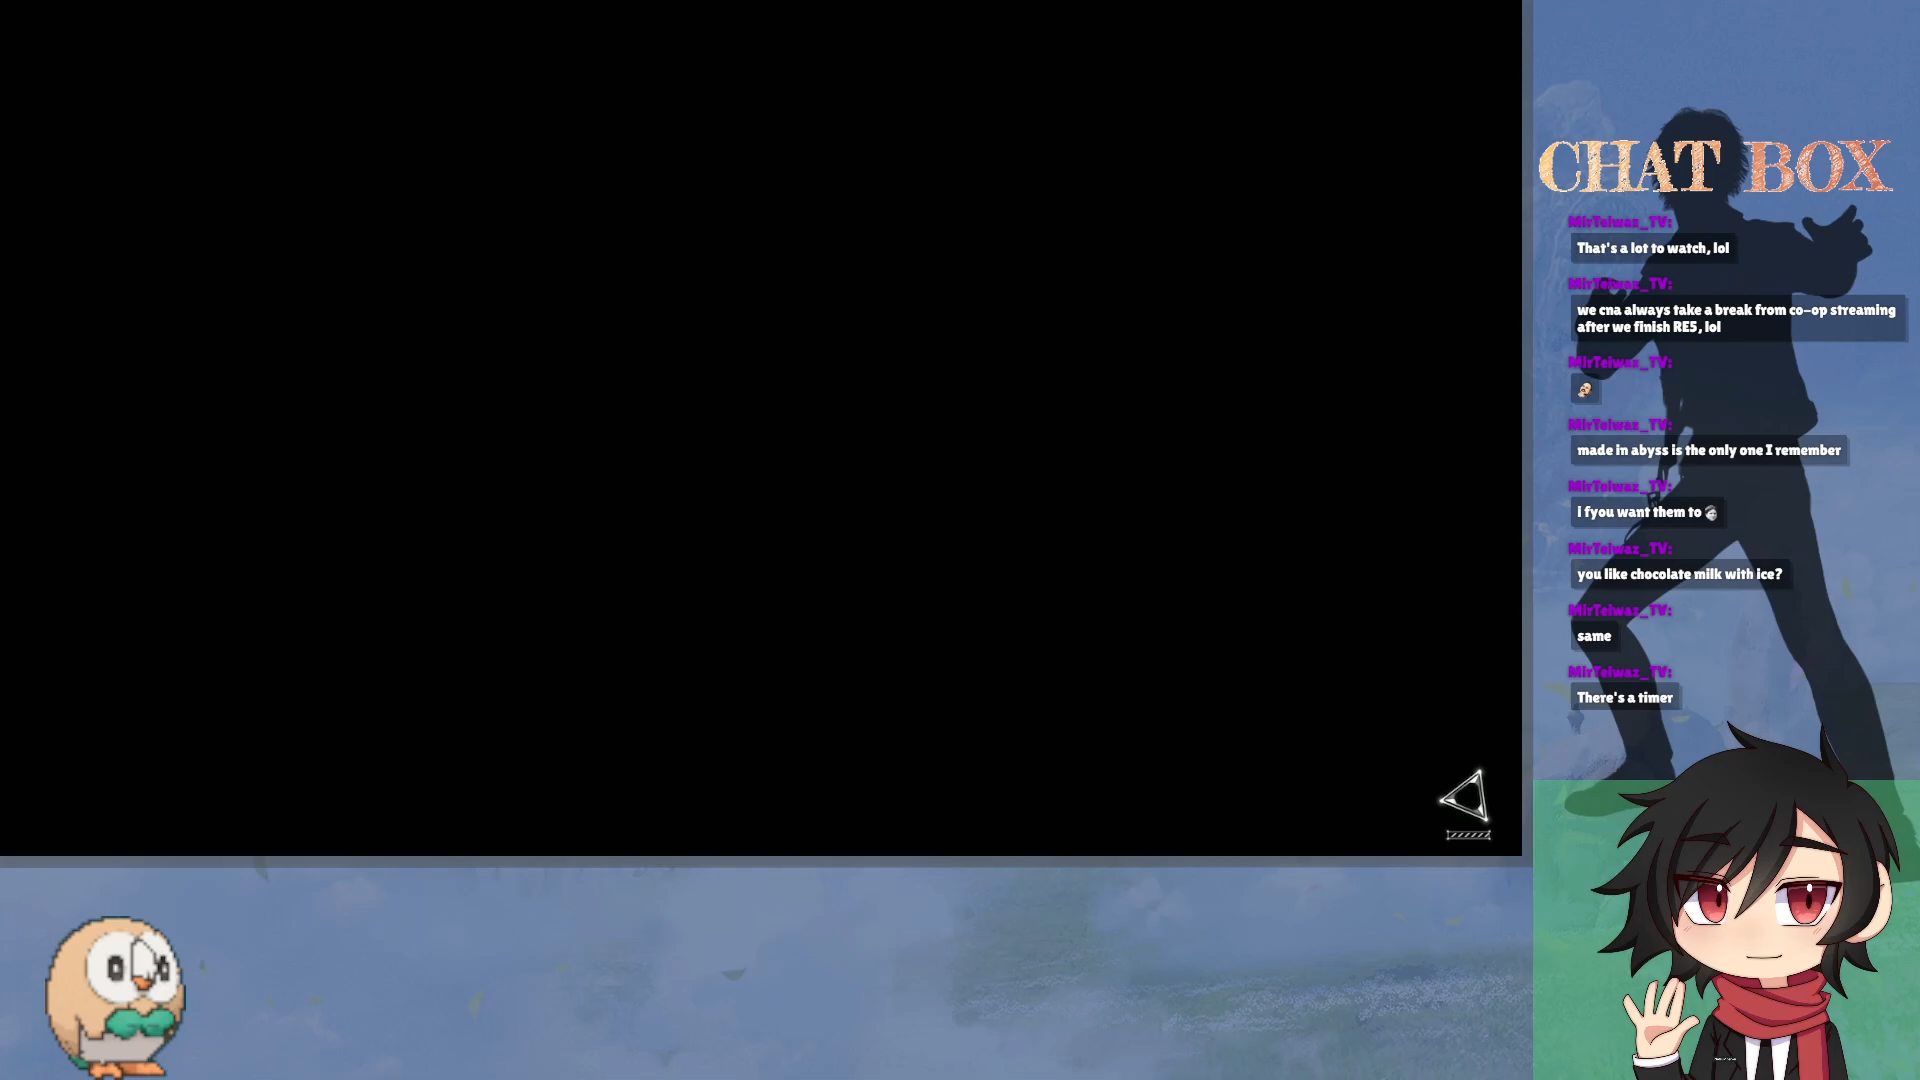 CHAT BOX
MirTeiwaz_TV:
That's a lot to watch, lol
MirTeiwaz_TV:
we cna always take a break from co-op streaming
after we finish RE5, lol
MirTeiwaz_TV:
MirTeiwaz_TV:
made in abyss is the only one I remember
MirTeiwaz_TV:
i fyou want them to
MirTeiwaz_TV:
you like chocolate milk with ice?
MirTeiwaz_TV:
same
MirTeiwaz_TV:
There's a timer